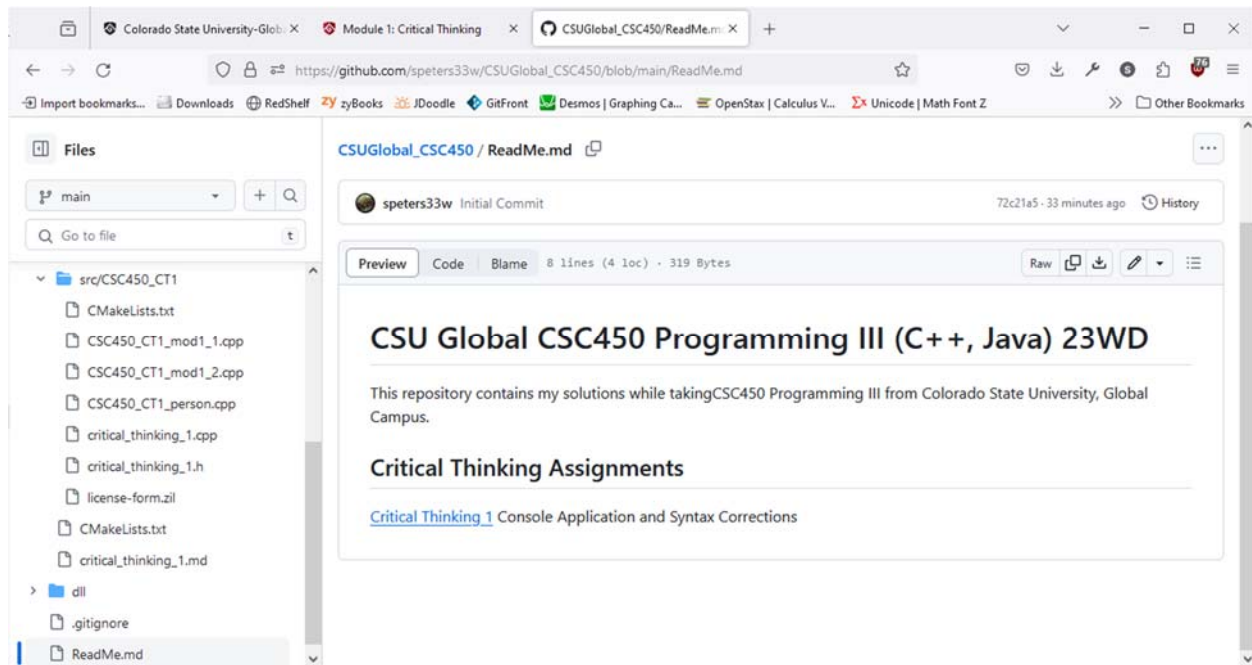 Colorado State University-Glob
Module 1: Critical Thinking
CSUGlobal_CSC450/ReadMe.m
https://github.com/speters33w/CSUGlobal_CSC450/blob/main/ReadMe.md
76
Import bookmarks... Downloads RedShelf zyBooks JDoodle GitFront Desmos | Graphing Ca... OpenStax | Calculus V... Unicode | Math Font Z Other Bookmarks
Files
main
Go to file t
src/CSC450_CT1
CMakeLists.txt
CSC450_CT1_mod1_1.cpp
CSC450_CT1_mod1_2.cpp
CSC450_CT1_person.cpp
critical_thinking_1.cpp
critical_thinking_1.h
license-form.zil
CMakeLists.txt
critical_thinking_1.md
dll
.gitignore
ReadMe.md
CSUGlobal_CSC450 / ReadMe.md
speters33w Initial Commit 72c21a5 · 33 minutes ago History
Preview Code Blame 8 lines (4 loc) · 319 Bytes Raw
CSU Global CSC450 Programming III (C++, Java) 23WD
This repository contains my solutions while takingCSC450 Programming III from Colorado State University, Global
Campus.
Critical Thinking Assignments
Critical Thinking 1 Console Application and Syntax Corrections